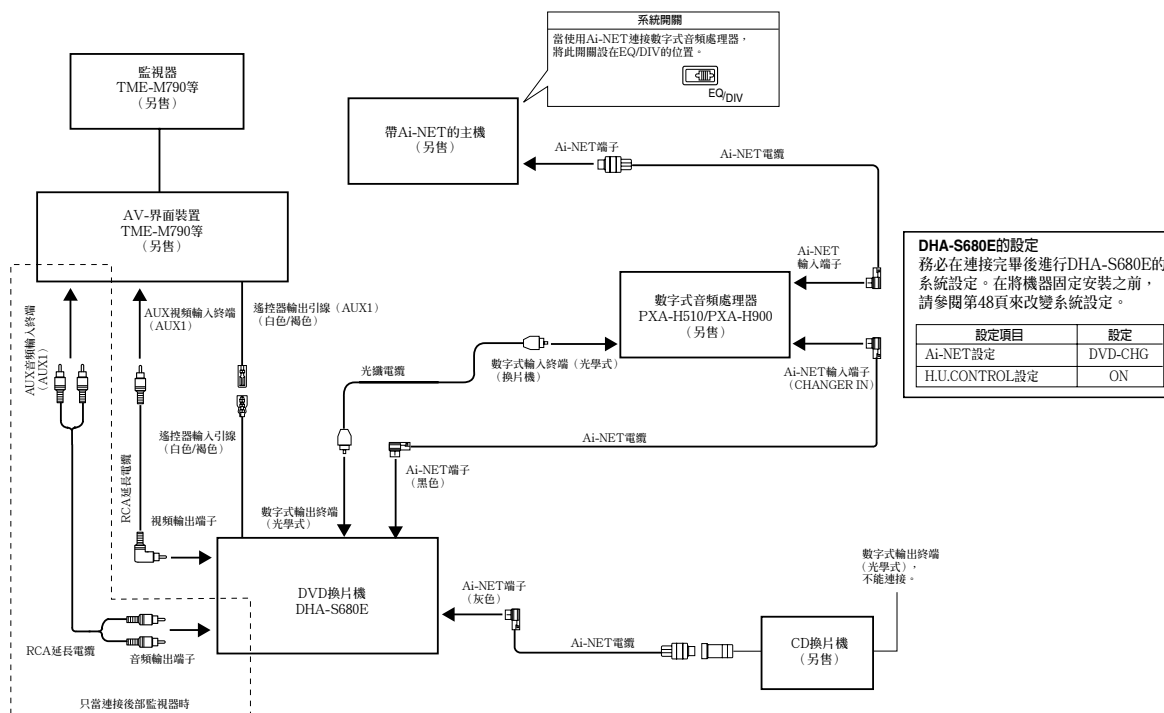 系統開關
當使用Ai-NET連接數字式音頻處理器，
將此開關設在EQ/DIV的位置。
EQ/DIV
監視器
TME-M790等
（另售）
帶Ai-NET的主機
（另售）
Ai-NET端子
Ai-NET電纜
AV-界面裝置
TME-M790等
（另售）
Ai-NET
輸入端子
DHA-S680E的設定
務必在連接完畢後進行DHA-S680E的
系統設定。在將機器固定安裝之前，
請參閱第48頁來改變系統設定。
設定項目 設定
Ai-NET設定 DVD-CHG
H.U.CONTROL設定 ON
數字式音頻處理器
PXA-H510/PXA-H900
（另售）
AUX音頻輸入終端
（AUX1）
AUX視頻輸入終端
（AUX1）
遙控器輸出引線（AUX1）
（白色/褐色）
光纖電纜
數字式輸入終端（光學式）
（換片機）
Ai-NET輸入端子
（CHANGER IN）
遙控器輸入引線
（白色/褐色）
Ai-NET電纜
Ai-NET端子
（黑色）
RCA延長電纜
視頻輸出端子
數字式輸出終端
（光學式）
DVD換片機
DHA-S680E
Ai-NET端子
（灰色）
數字式輸出終端
（光學式），
不能連接。
Ai-NET電纜
CD換片機
（另售）
RCA延長電纜
音頻輸出端子
只當連接後部監視器時